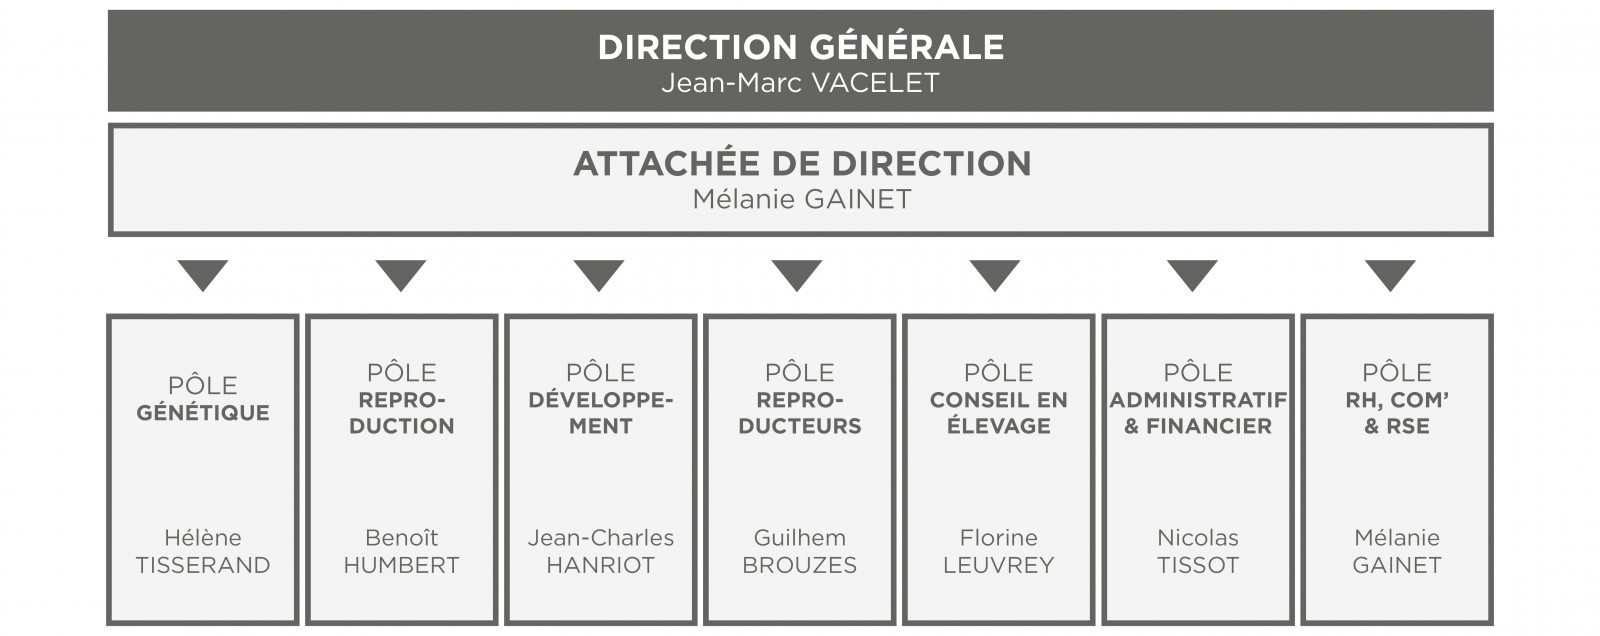 DIRECTION GÉNÉRALE
Jean-Marc VACELET
ATTACHÉE DE DIRECTION
Mélanie GAINET
PÔLE
GÉNÉTIQUE
Hélène
TISSERAND
PÔLE
REPRO-
DUCTION
Benoît
HUMBERT
PÔLE
DÉVELOPPE-
MENT
Jean-Charles
HANRIOT
PÔLE
REPRO-
DUCTEURS
Guilhem
BROUZES
PÔLE
CONSEIL EN
ÉLEVAGE
Florine
LEUVREY
PÔLE
ADMINISTRATIF
& FINANCIER
Nicolas
TISSOT
PÔLE
RH, COM’
& RSE
Mélanie
GAINET